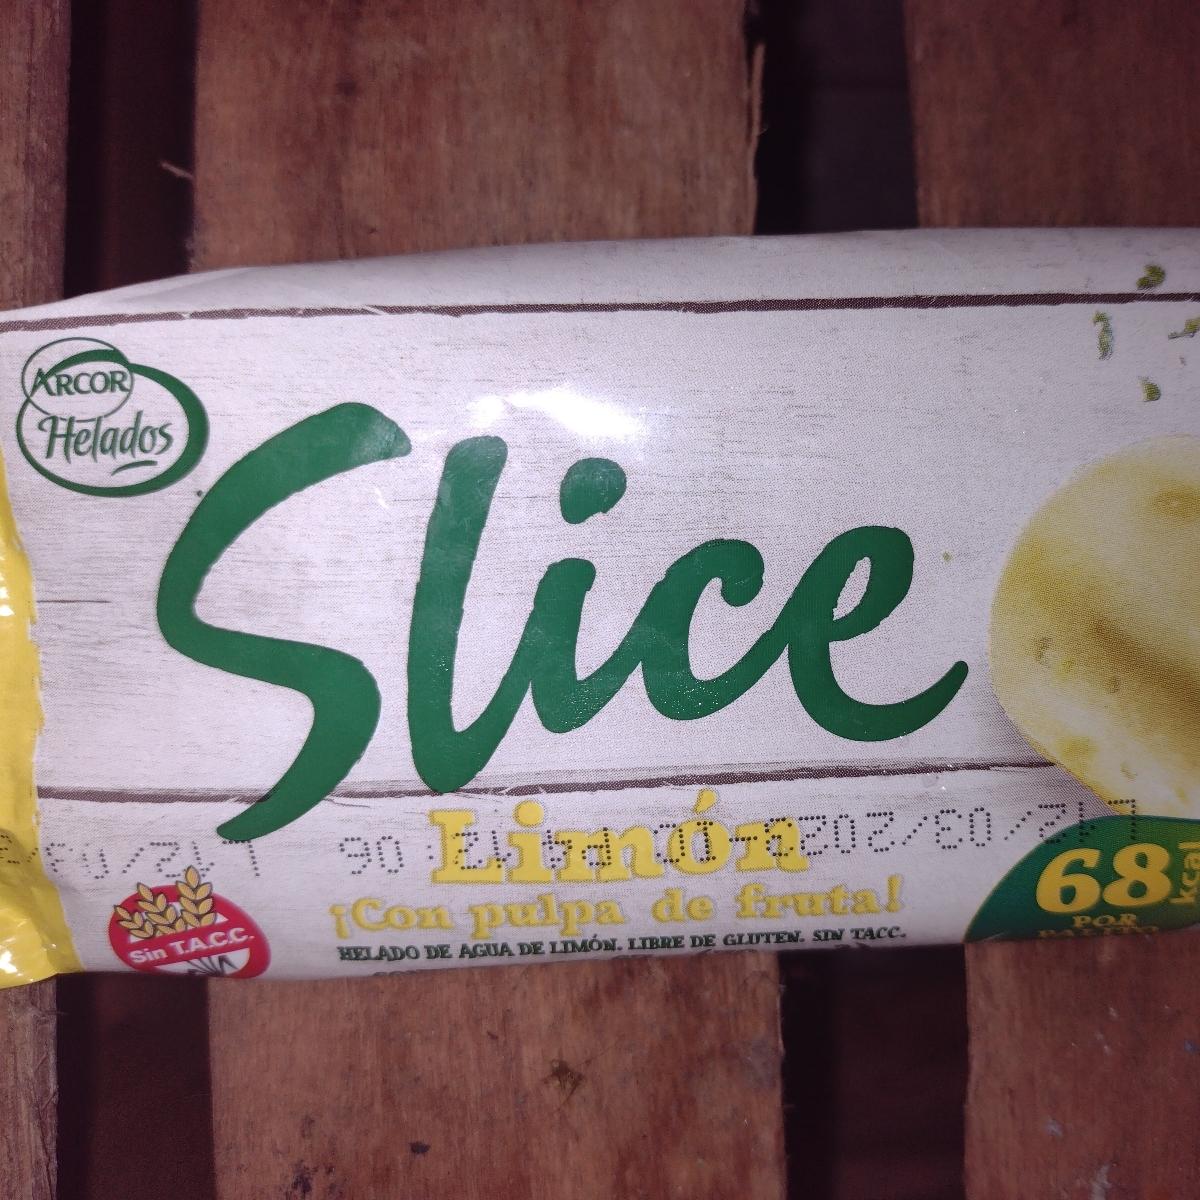 ARCOR
Helados
Slice
Limón
¡Con pulpa de fruta!
HELADO DE AGUA DE LIMÓN. LIBRE DE GLUTEN. SIN TACC.
Sin T.A.C.C.
68 kcal
POR